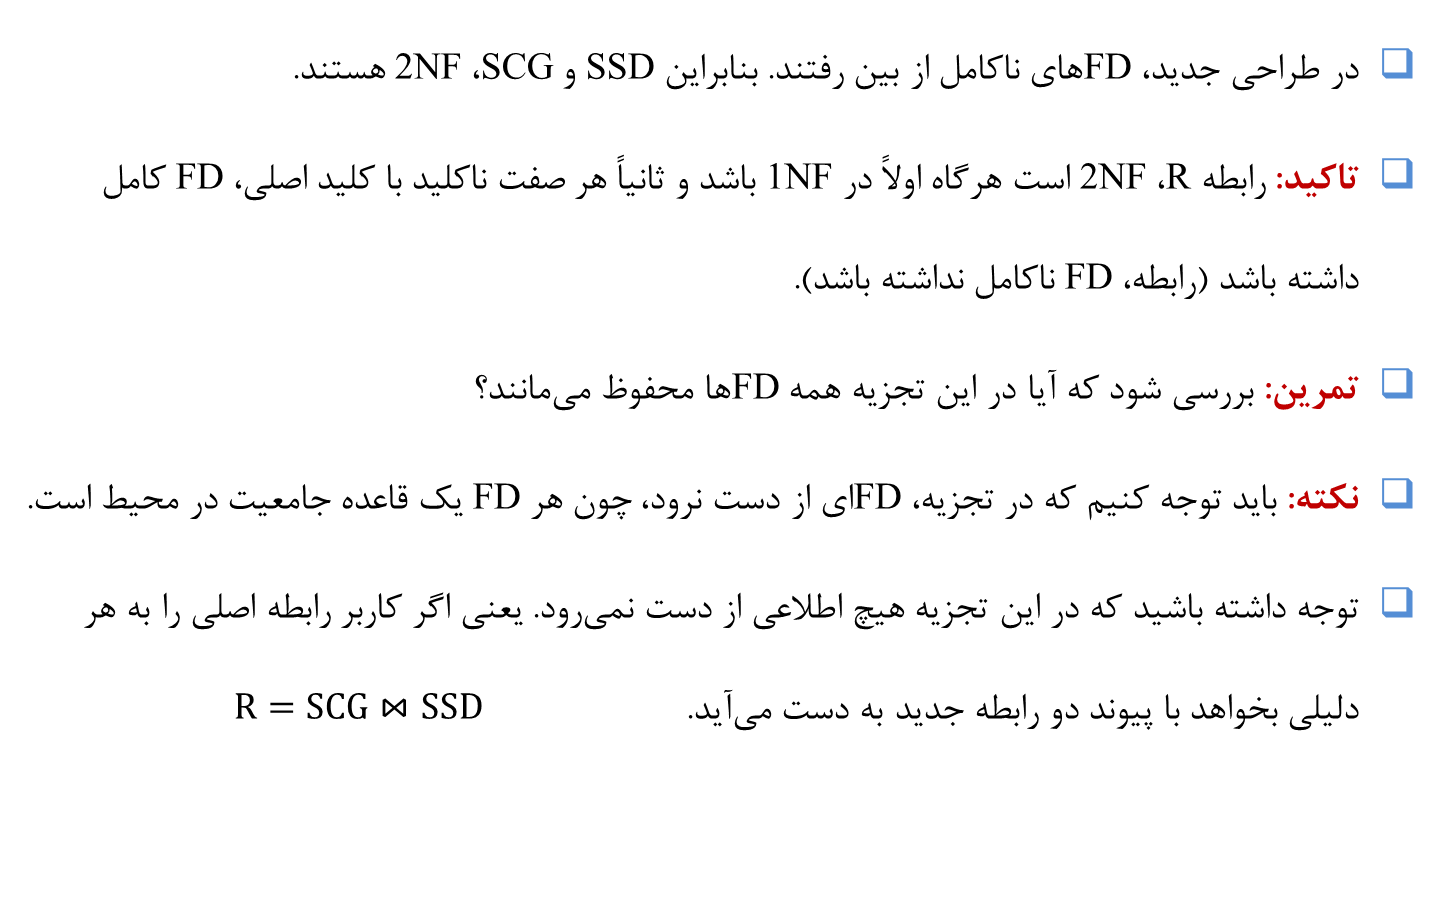 در طراحی جدید، FDهای ناکامل از بین رفتند. بنابراین SSD و SCG، 2NF هستند.
تاکید: رابطه R، 2NF است هرگاه اولاً در 1NF باشد و ثانیاً هر صفت ناکلید با کلید اصلی، FD کامل
داشته باشد (رابطه، FD ناکامل نداشته باشد).
تمرین: بررسی شود که آیا در این تجزیه همه FDها محفوظ می‌مانند؟
نکته: باید توجه کنیم که در تجزیه، FDای از دست نرود، چون هر FD یک قاعده جامعیت در محیط است.
توجه داشته باشید که در این تجزیه هیچ اطلاعی از دست نمی‌رود. یعنی اگر کاربر رابطه اصلی را به هر
دلیلی بخواهد با پیوند دو رابطه جدید به دست می‌آید. R = SCG ⋈ SSD